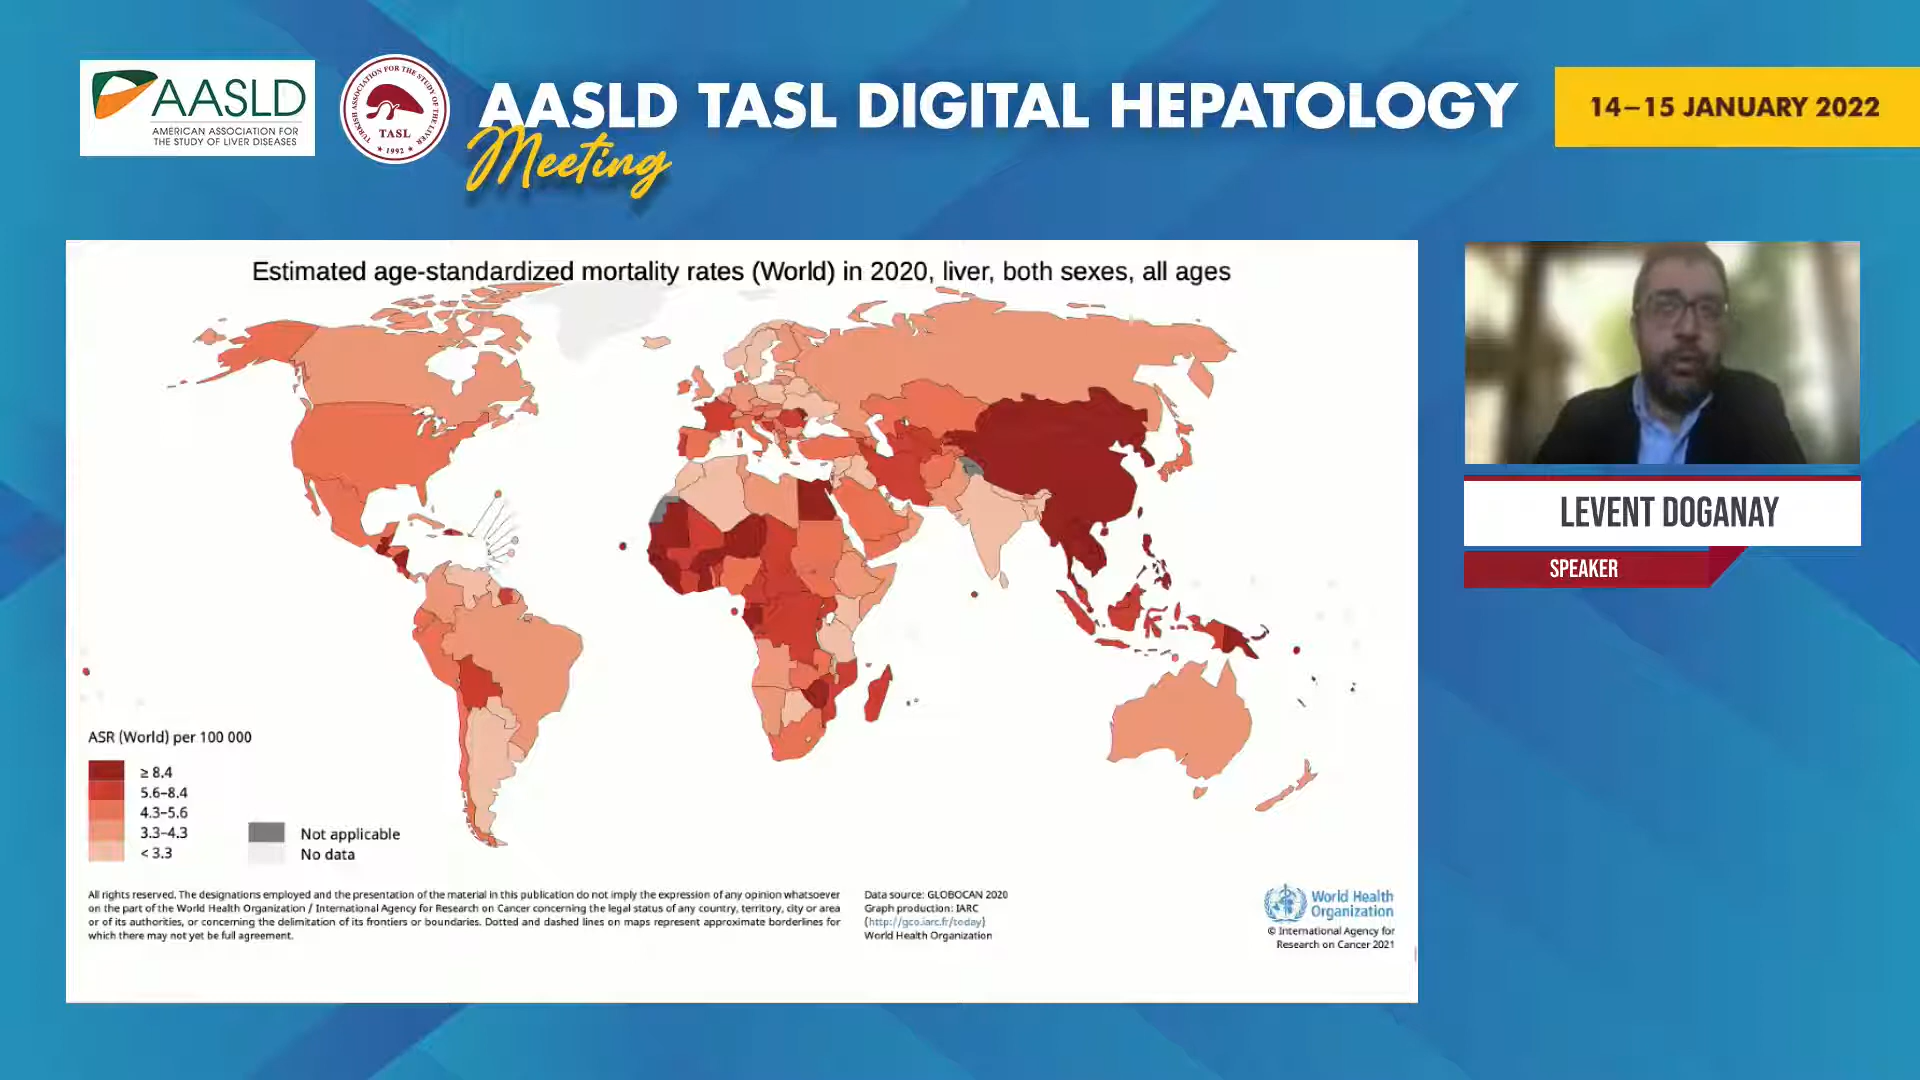 AASLD
AMERICAN ASSOCIATION FOR
THE STUDY OF LIVER DISEASES
TURKISH ASSOCIATION FOR THE STUDY OF THE LIVER
TASL
1992
AASLD TASL DIGITAL HEPATOLOGY
Meeting
14–15 JANUARY 2022
Estimated age-standardized mortality rates (World) in 2020, liver, both sexes, all ages
ASR (World) per 100 000
≥ 8.4
5.6–8.4
4.3–5.6
3.3–4.3
< 3.3
Not applicable
No data
All rights reserved. The designations employed and the presentation of the material in this publication do not imply the expression of any opinion whatsoever
on the part of the World Health Organization / International Agency for Research on Cancer concerning the legal status of any country, territory, city or area
or of its authorities, or concerning the delimitation of its frontiers or boundaries. Dotted and dashed lines on maps represent approximate borderlines for
which there may not yet be full agreement.
Data source: GLOBOCAN 2020
Graph production: IARC
(http://gco.iarc.fr/today)
World Health Organization
World Health
Organization
© International Agency for
Research on Cancer 2021
LEVENT DOGANAY
SPEAKER